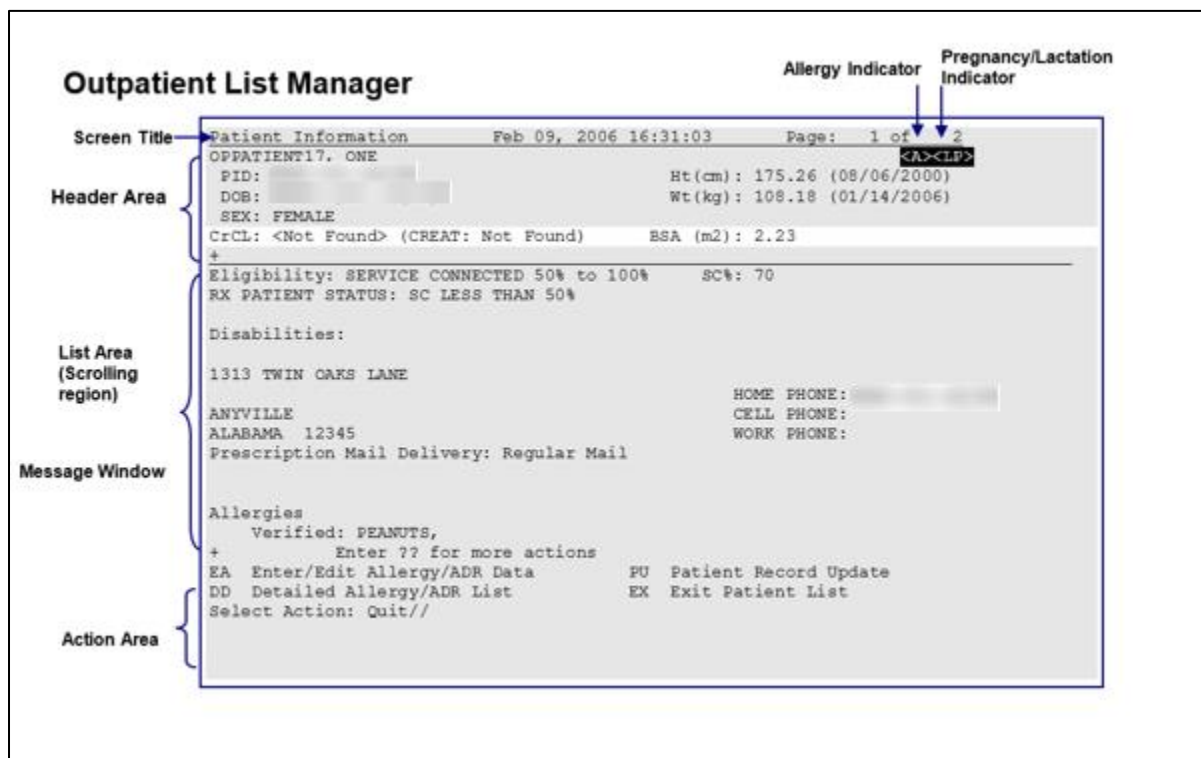 Outpatient List Manager
Allergy Indicator
Pregnancy/Lactation
Indicator
Screen Title
Patient Information Feb 09, 2006 16:31:03 Page: 1 of 2
OPPATIENT17, ONE <A><LP>
Header Area
PID: Ht(cm): 175.26 (08/06/2000)
DOB: Wt(kg): 108.18 (01/14/2006)
SEX: FEMALE
CrCL: <Not Found> (CREAT: Not Found) BSA (m2): 2.23
+
Eligibility: SERVICE CONNECTED 50% to 100% SC%: 70
RX PATIENT STATUS: SC LESS THAN 50%
Disabilities:
List Area
(Scrolling
region)
1313 TWIN OAKS LANE
HOME PHONE:
ANYVILLE CELL PHONE:
ALABAMA 12345 WORK PHONE:
Prescription Mail Delivery: Regular Mail
Message Window
Allergies
Verified: PEANUTS,
+ Enter ?? for more actions
EA Enter/Edit Allergy/ADR Data PU Patient Record Update
DD Detailed Allergy/ADR List EX Exit Patient List
Select Action: Quit//
Action Area